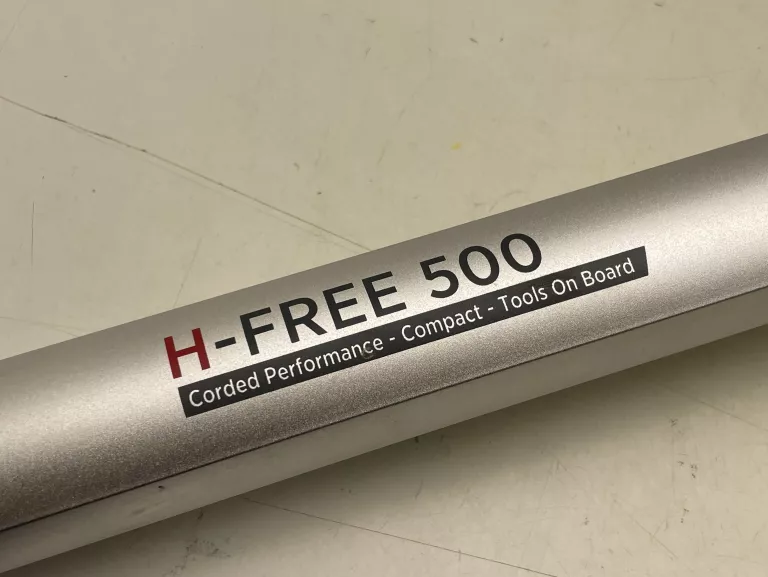 H-FREE 500
Corded Performance - Compact - Tools On Board